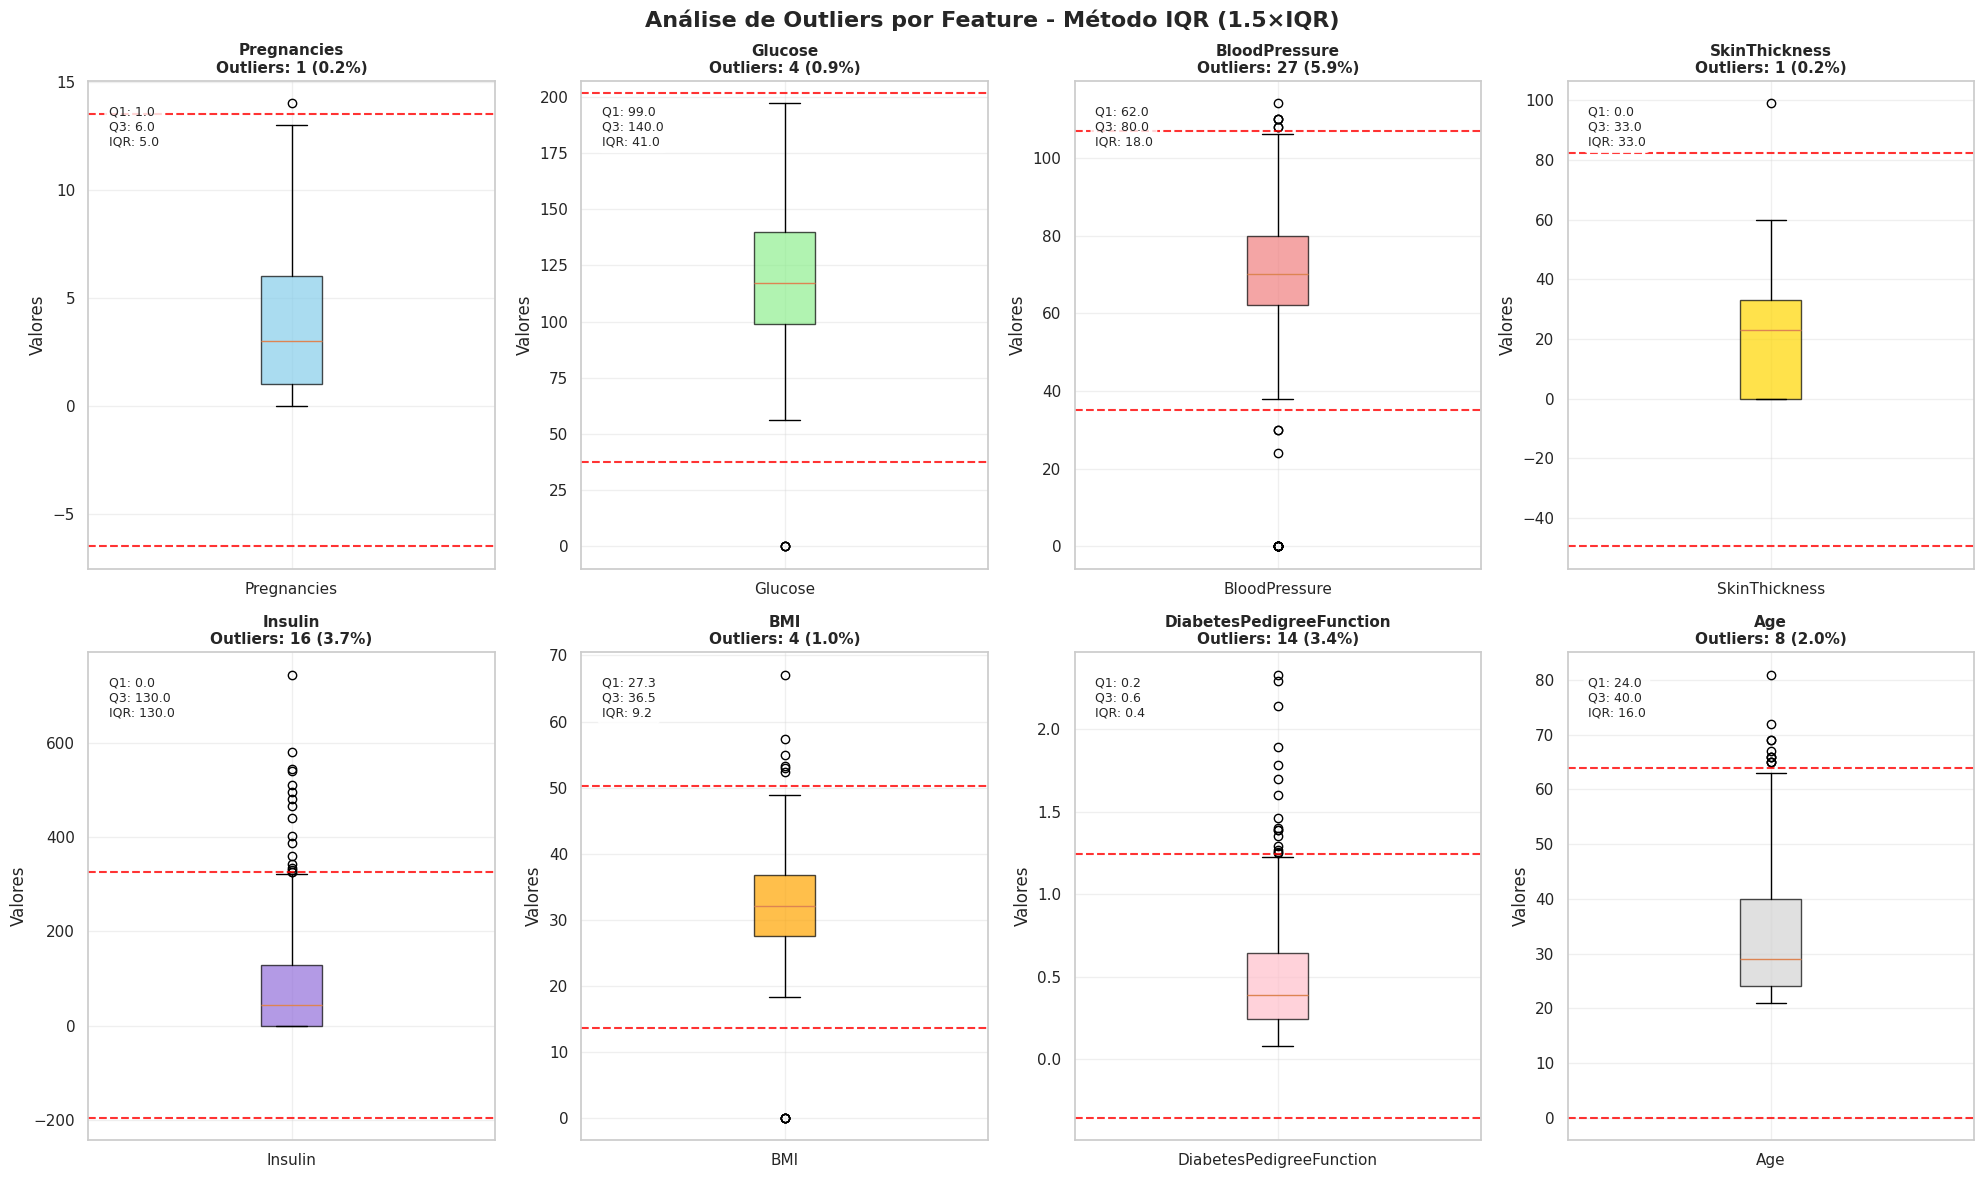 Análise de Outliers por Feature - Método IQR (1.5×IQR)
Pregnancies
Outliers: 1 (0.2%)
Valores
15
10
5
0
−5
Q1: 1.0
Q3: 6.0
IQR: 5.0
Pregnancies
Glucose
Outliers: 4 (0.9%)
Valores
200
175
150
125
100
75
50
25
0
Q1: 99.0
Q3: 140.0
IQR: 41.0
Glucose
BloodPressure
Outliers: 27 (5.9%)
Valores
100
80
60
40
20
0
Q1: 62.0
Q3: 80.0
IQR: 18.0
BloodPressure
SkinThickness
Outliers: 1 (0.2%)
Valores
100
80
60
40
20
0
−20
−40
Q1: 0.0
Q3: 33.0
IQR: 33.0
SkinThickness
Insulin
Outliers: 16 (3.7%)
Valores
600
400
200
0
−200
Q1: 0.0
Q3: 130.0
IQR: 130.0
Insulin
BMI
Outliers: 4 (1.0%)
Valores
70
60
50
40
30
20
10
0
Q1: 27.3
Q3: 36.5
IQR: 9.2
BMI
DiabetesPedigreeFunction
Outliers: 14 (3.4%)
Valores
2.0
1.5
1.0
0.5
0.0
Q1: 0.2
Q3: 0.6
IQR: 0.4
DiabetesPedigreeFunction
Age
Outliers: 8 (2.0%)
Valores
80
70
60
50
40
30
20
10
0
Q1: 24.0
Q3: 40.0
IQR: 16.0
Age